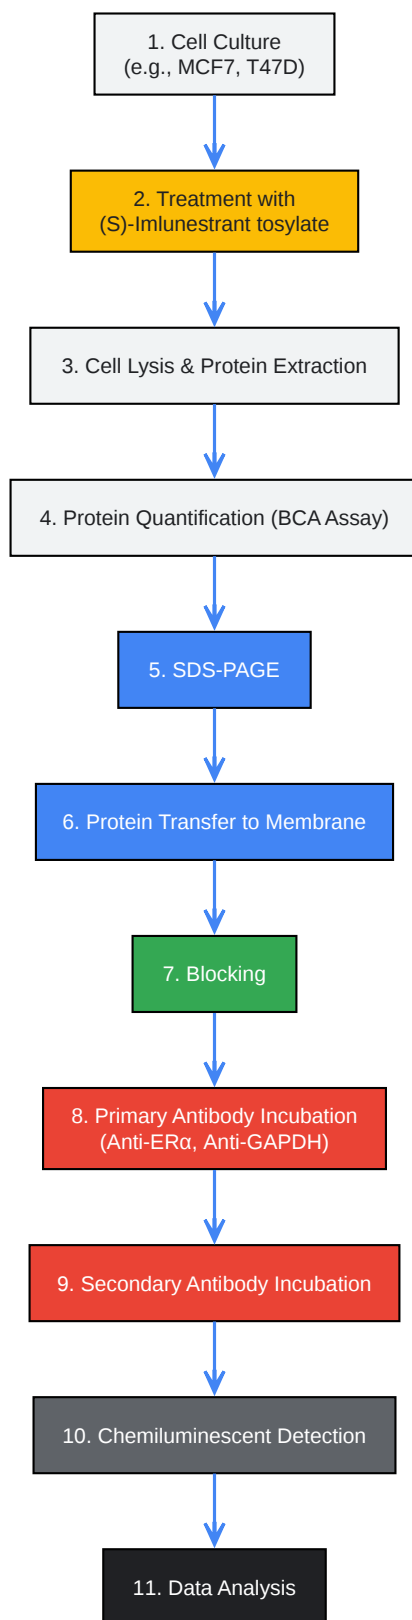 1. Cell Culture
(e.g., MCF7, T47D)
2. Treatment with
(S)-Imlunestrant tosylate
3. Cell Lysis & Protein Extraction
4. Protein Quantification (BCA Assay)
5. SDS-PAGE
6. Protein Transfer to Membrane
7. Blocking
8. Primary Antibody Incubation
(Anti-ERα, Anti-GAPDH)
9. Secondary Antibody Incubation
10. Chemiluminescent Detection
11. Data Analysis